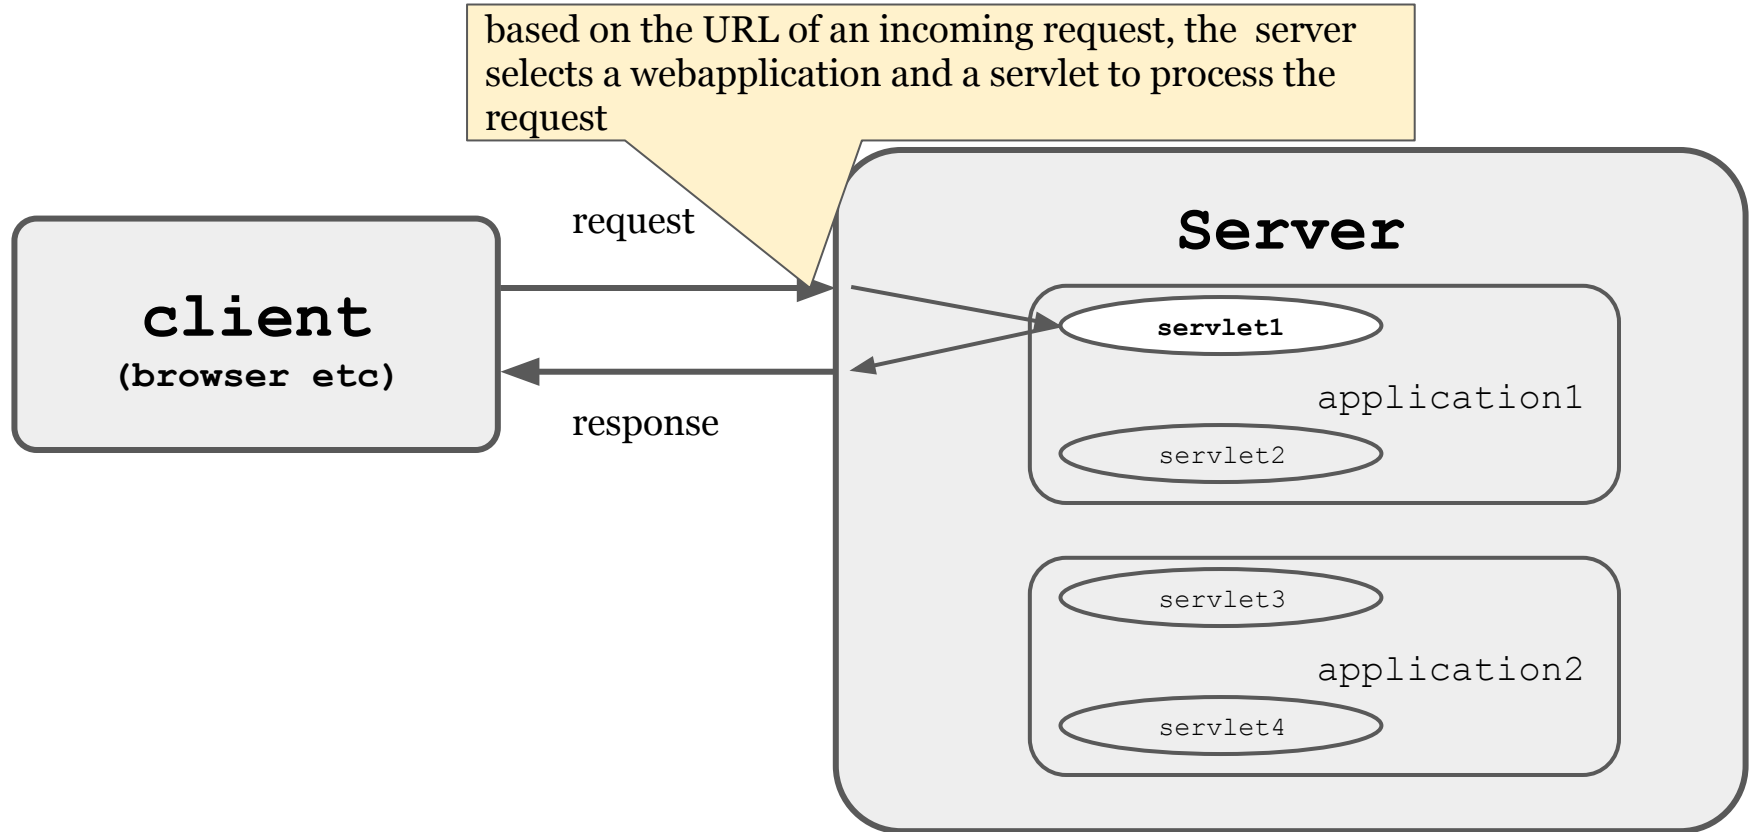 based on the URL of an incoming request, the server
selects a webapplication and a servlet to process the
request
request
Server
client
(browser etc)
servlet1
application1
response
servlet2
servlet3
application2
servlet4